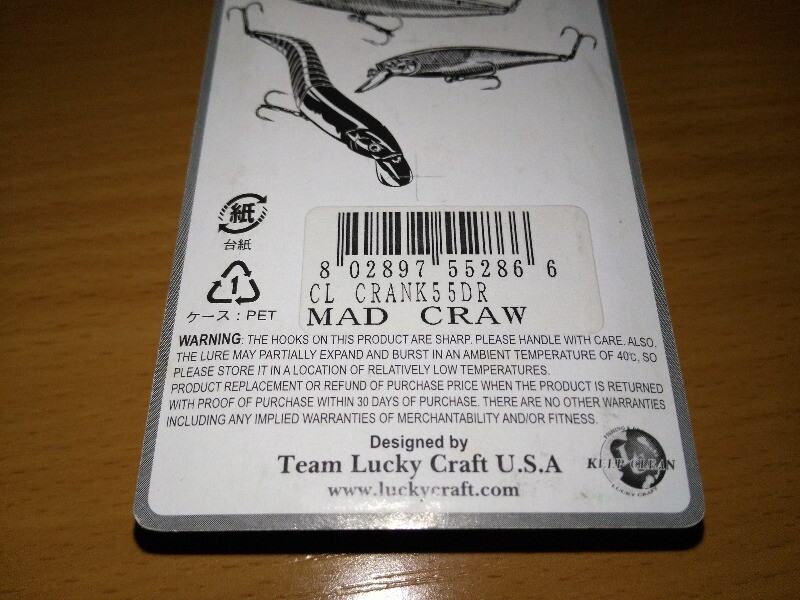 紙
台紙
1
ケース:PET
8 02897 55286 6
CL CRANK55DR
MAD CRAW
WARNING: THE HOOKS ON THIS PRODUCT ARE SHARP. PLEASE HANDLE WITH CARE. ALSO,
THE LURE MAY PARTIALLY EXPAND AND BURST IN AN AMBIENT TEMPERATURE OF 40℃, SO
PLEASE STORE IT IN A LOCATION OF RELATIVELY LOW TEMPERATURES.
PRODUCT REPLACEMENT OR REFUND OF PURCHASE PRICE WHEN THE PRODUCT IS RETURNED
WITH PROOF OF PURCHASE WITHIN 30 DAYS OF PURCHASE. THERE ARE NO OTHER WARRANTIES
INCLUDING ANY IMPLIED WARRANTIES OF MERCHANTABILITY AND/OR FITNESS.
Designed by
Team Lucky Craft U.S.A
www.luckycraft.com
KEEP CLEAN
LUCKY CRAFT